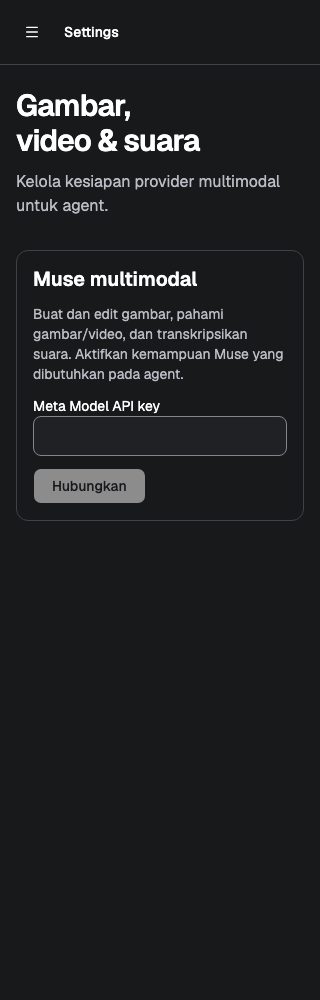 Settings
Gambar,
video & suara
Kelola kesiapan provider multimodal
untuk agent.
Muse multimodal
Buat dan edit gambar, pahami
gambar/video, dan transkripsikan
suara. Aktifkan kemampuan Muse yang
dibutuhkan pada agent.
Meta Model API key
Hubungkan